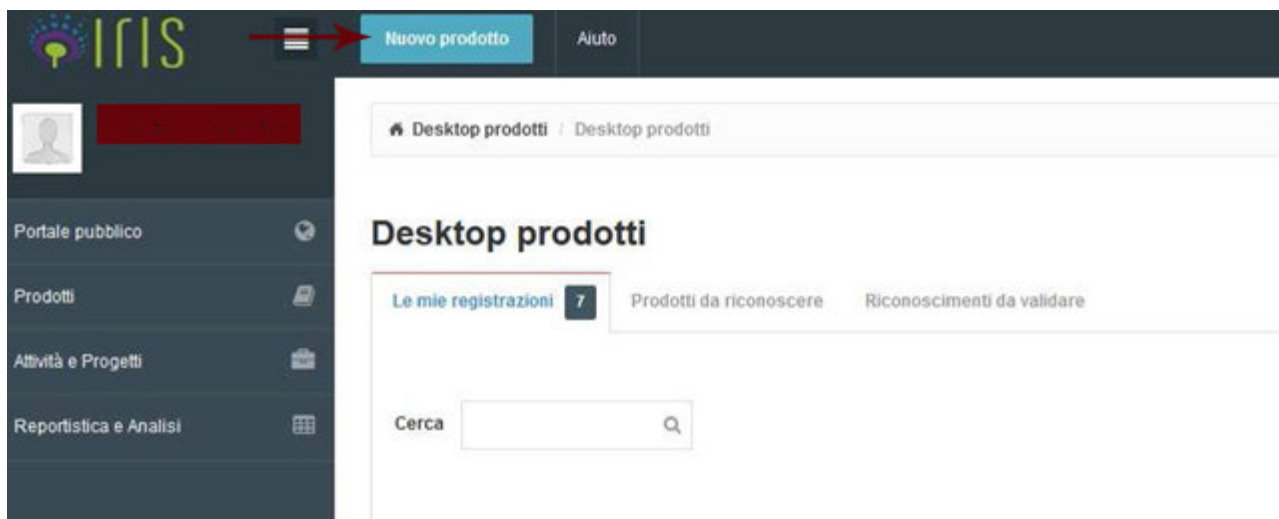 IRIS
Nuovo prodotto Aiuto
Desktop prodotti / Desktop prodotti
Portale pubblico
Desktop prodotti
Prodotti
Le mie registrazioni 7 Prodotti da riconoscere Riconoscimenti da validare
Attività e Progetti
Reportistica e Analisi
Cerca